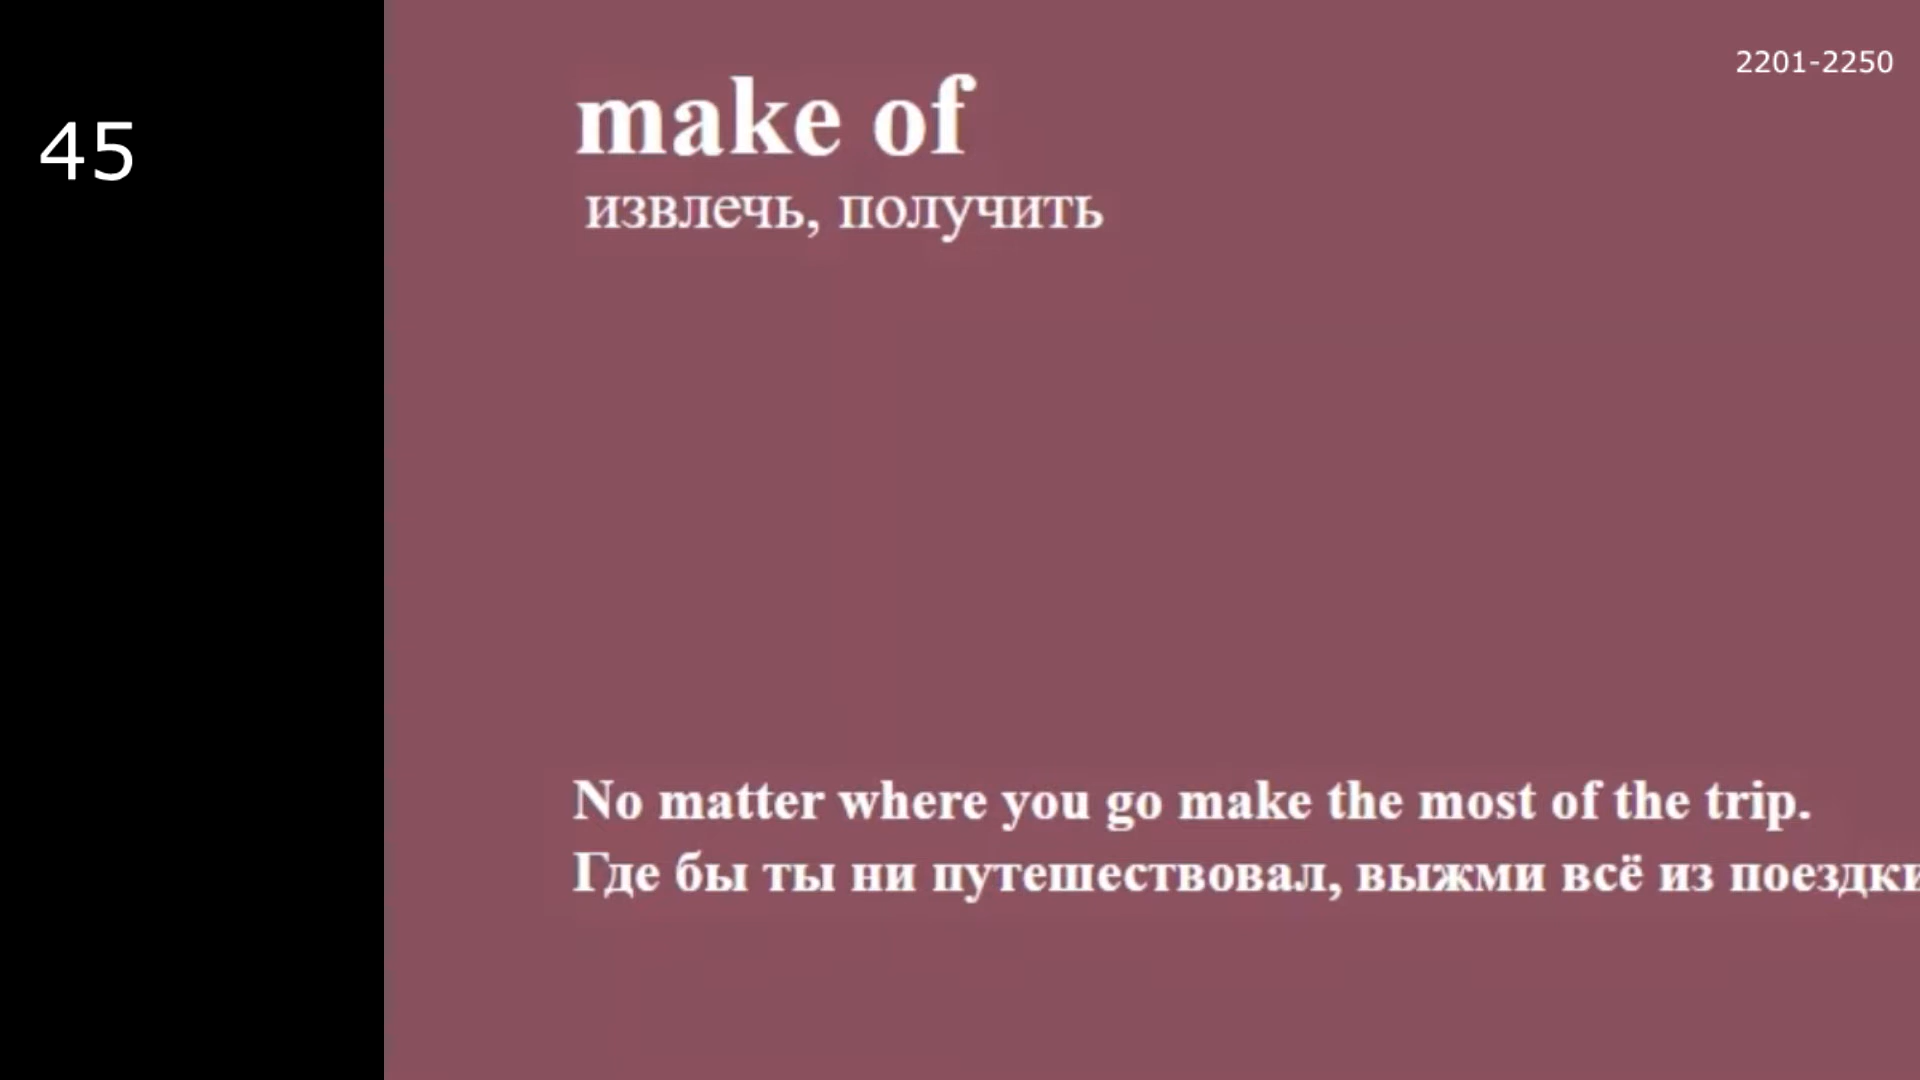 45
2201-2250
make of
извлечь, получить
No matter where you go make the most of the trip.
Где бы ты ни путешествовал, выжми всё из поездки